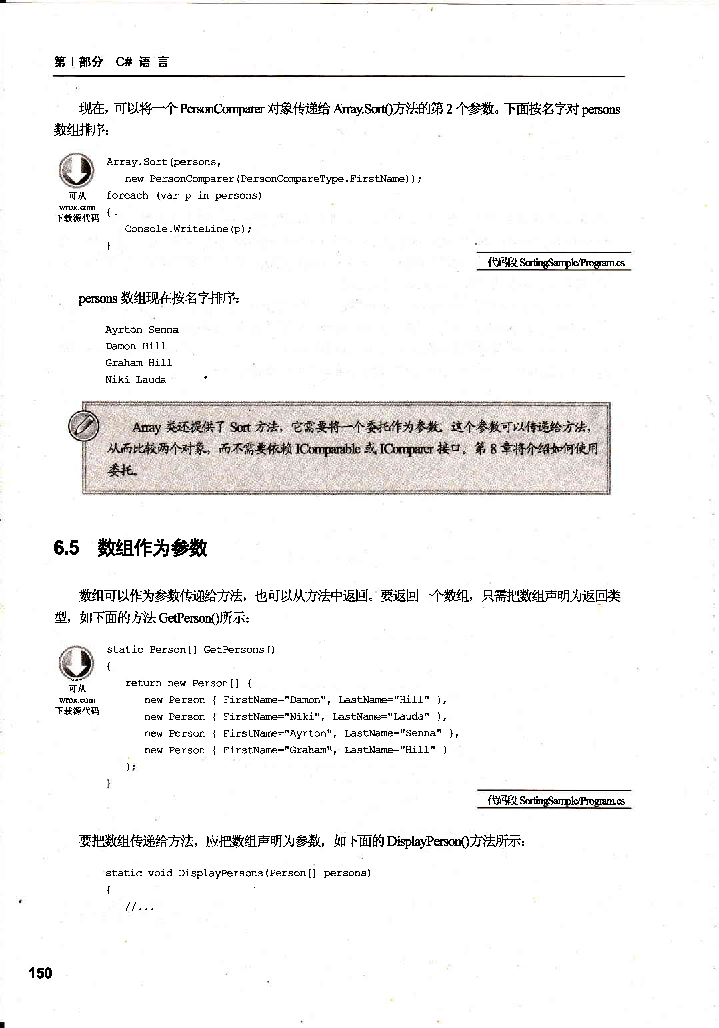 第Ⅰ部分 C# 语 言
现在，可以将一个 PersonComparer 对象传递给 Array.Sort()方法的第 2 个参数。下面按名字对 persons
数组排序：
Array.Sort(persons,
new PersonComparer(PersonCompareType.FirstName));
foreach (var p in persons)
{
Console.WriteLine(p);
}
可从
wrox.com
下载源代码
代码段 SortingSample/Program.cs
persons 数组现在按名字排序：
Ayrton Senna
Damon Hill
Graham Hill
Niki Lauda
Array 类还提供了 Sort 方法，它需要将一个委托作为参数。这个参数可以传递给方法，
从而比较两个对象，而不需要依赖 IComparable 或 IComparer 接口。第 8 章将介绍如何使用
委托。
6.5 数组作为参数
数组可以作为参数传递给方法，也可以从方法中返回。要返回一个数组，只需把数组声明为返回类
型，如下面的方法 GetPerson()所示：
static Person[] GetPersons()
{
return new Person[] {
new Person { FirstName="Damon", LastName="Hill" },
new Person { FirstName="Niki", LastName="Lauda" },
new Person { FirstName="Ayrton", LastName="Senna" },
new Person { FirstName="Graham", LastName="Hill" }
};
}
可从
wrox.com
下载源代码
代码段 SortingSample/Program.cs
要把数组传递给方法，应把数组声明为参数，如下面的 DisplayPerson()方法所示：
static void DisplayPersons(Person[] persons)
{
//...
150